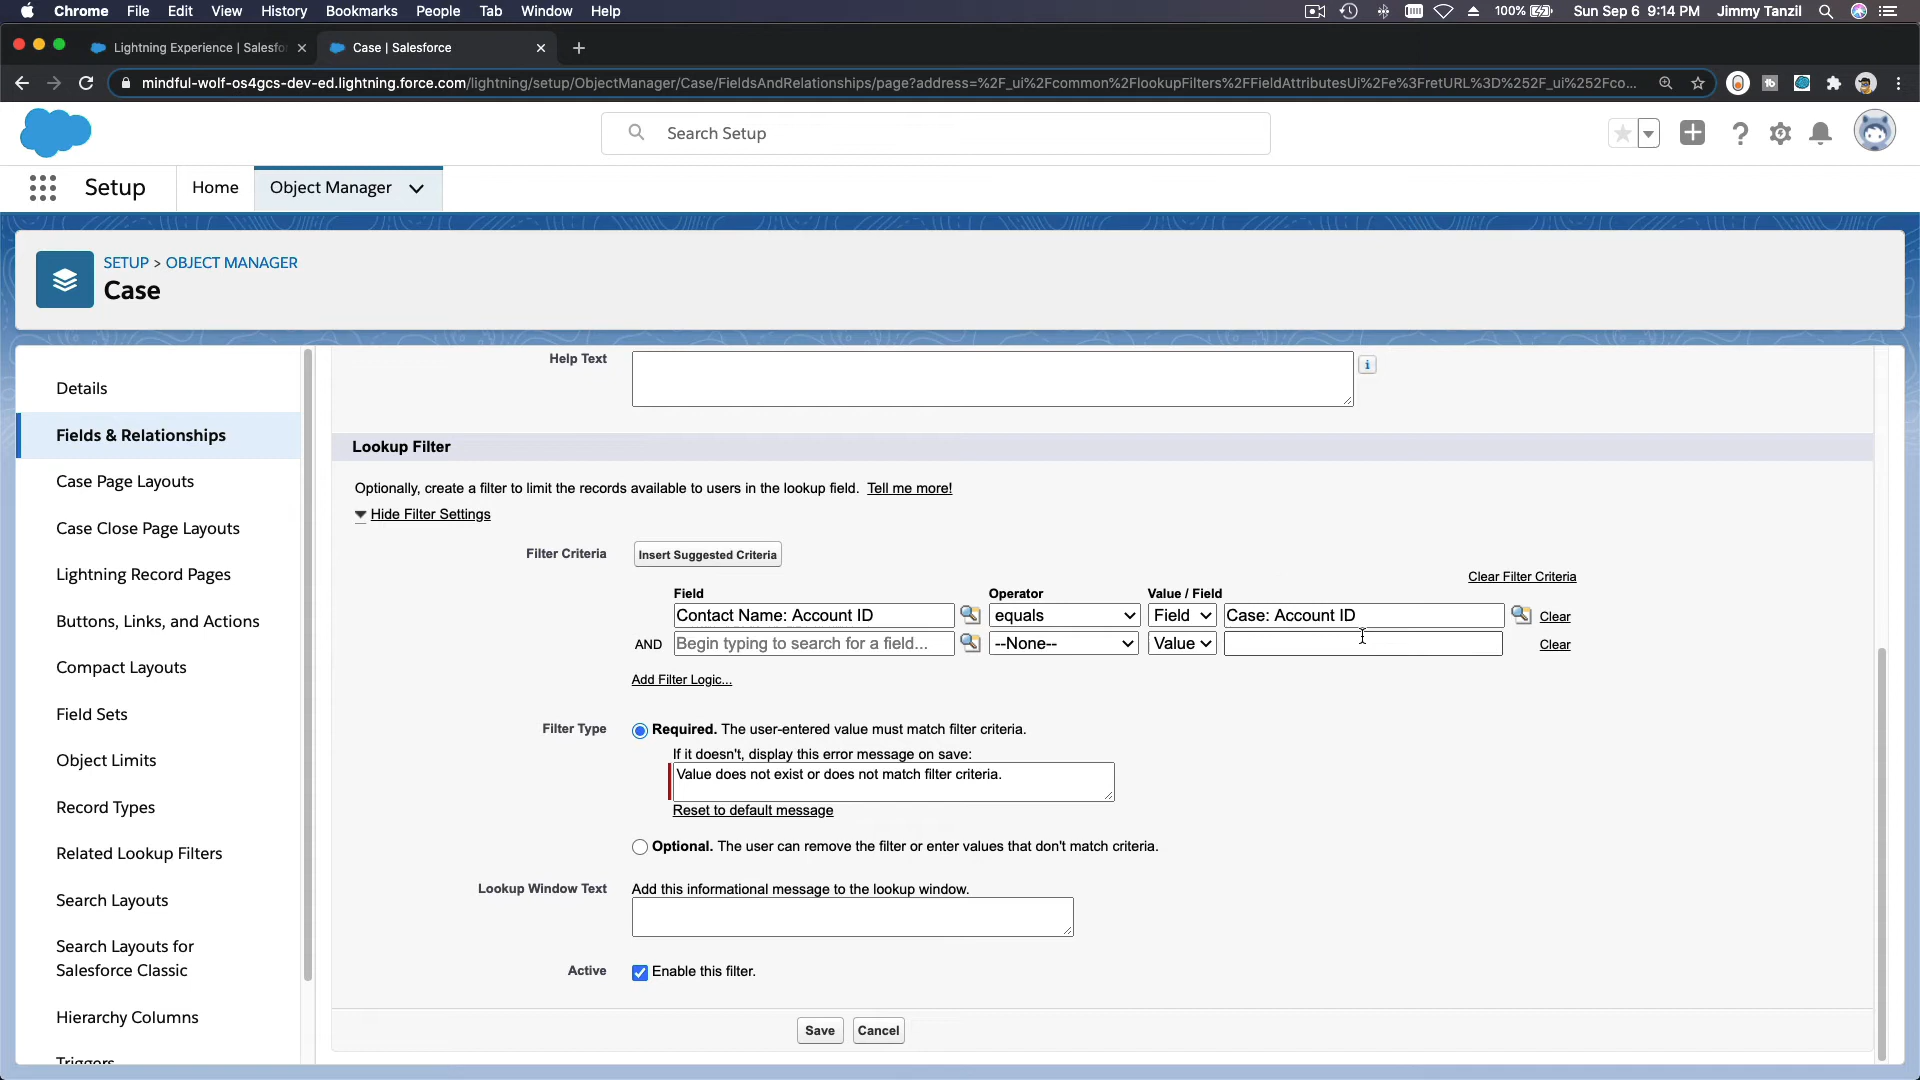 Chrome File Edit View History Bookmarks People Tab Window Help 100% Sun Sep 6 9:14 PM Jimmy Tanzil
Lightning Experience | Salesfo
Case | Salesforce
mindful-wolf-os4gcs-dev-ed.lightning.force.com/lightning/setup/ObjectManager/Case/FieldsAndRelationships/page?address=%2F_ui%2Fcommon%2FlookupFilters%2FFieldAttributesUi%2Fe%3FretURL%3D%252F_ui%252Fco...
Search Setup
Setup Home Object Manager
SETUP > OBJECT MANAGER
Case
Details
Fields & Relationships
Case Page Layouts
Case Close Page Layouts
Lightning Record Pages
Buttons, Links, and Actions
Compact Layouts
Field Sets
Object Limits
Record Types
Related Lookup Filters
Search Layouts
Search Layouts for
Salesforce Classic
Hierarchy Columns
Triggers
Help Text
Lookup Filter
Optionally, create a filter to limit the records available to users in the lookup field. Tell me more!
Hide Filter Settings
Filter Criteria Insert Suggested Criteria
Clear Filter Criteria
Field Operator Value / Field
Contact Name: Account ID equals Field Case: Account ID Clear
AND Begin typing to search for a field... --None-- Value Clear
Add Filter Logic...
Filter Type Required. The user-entered value must match filter criteria.
If it doesn't, display this error message on save:
Value does not exist or does not match filter criteria.
Reset to default message
Optional. The user can remove the filter or enter values that don't match criteria.
Lookup Window Text Add this informational message to the lookup window.
Active Enable this filter.
Save Cancel